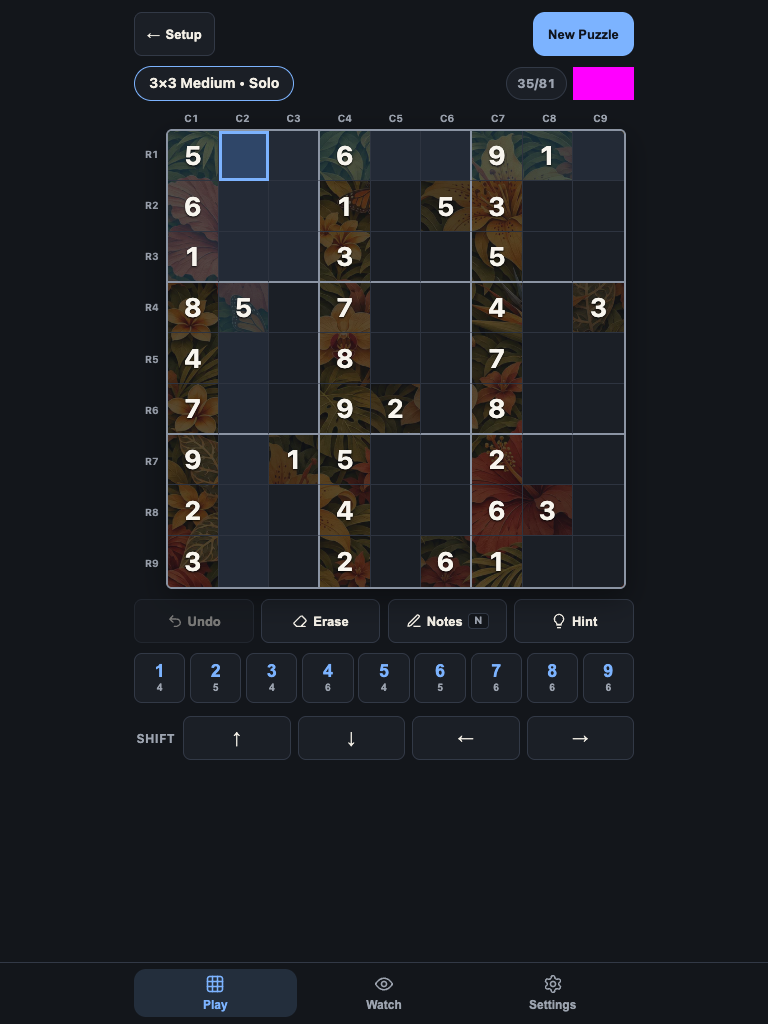 ← Setup
New Puzzle
3×3 Medium • Solo
35/81
C1 C2 C3 C4 C5 C6 C7 C8 C9
R1 5 6 9 1
R2 6 1 5 3
R3 1 3 5
R4 8 5 7 4 3
R5 4 8 7
R6 7 9 2 8
R7 9 1 5 2
R8 2 4 6 3
R9 3 2 6 1
Undo Erase Notes N Hint
1 2 3 4 5 6 7 8 9
4 5 4 6 4 5 6 6 6
SHIFT ↑ ↓ ← →
Play Watch Settings